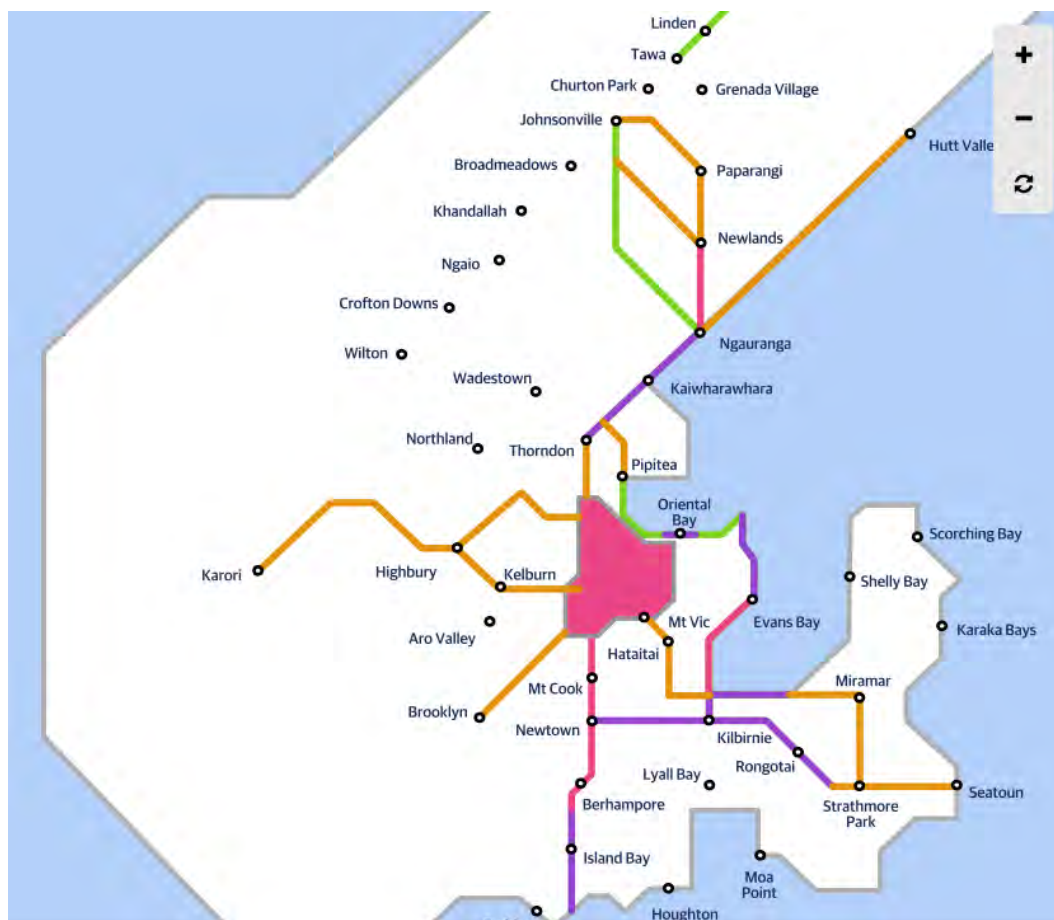 Linden
Tawa
Churton Park
Grenada Village
+
Johnsonville
Hutt Valle
−
Broadmeadows
Paparangi
Khandallah
Newlands
Ngaio
Crofton Downs
Ngauranga
Wilton
Wadestown
Kaiwharawhara
Northland
Thorndon
Pipitea
Oriental
Bay
Scorching Bay
Karori
Highbury
Kelburn
Shelly Bay
Aro Valley
Mt Vic
Evans Bay
Karaka Bays
Hataitai
Mt Cook
Miramar
Brooklyn
Newtown
Kilbirnie
Rongotai
Lyall Bay
Berhampore
Strathmore
Park
Seatoun
Island Bay
Moa
Point
Houghton